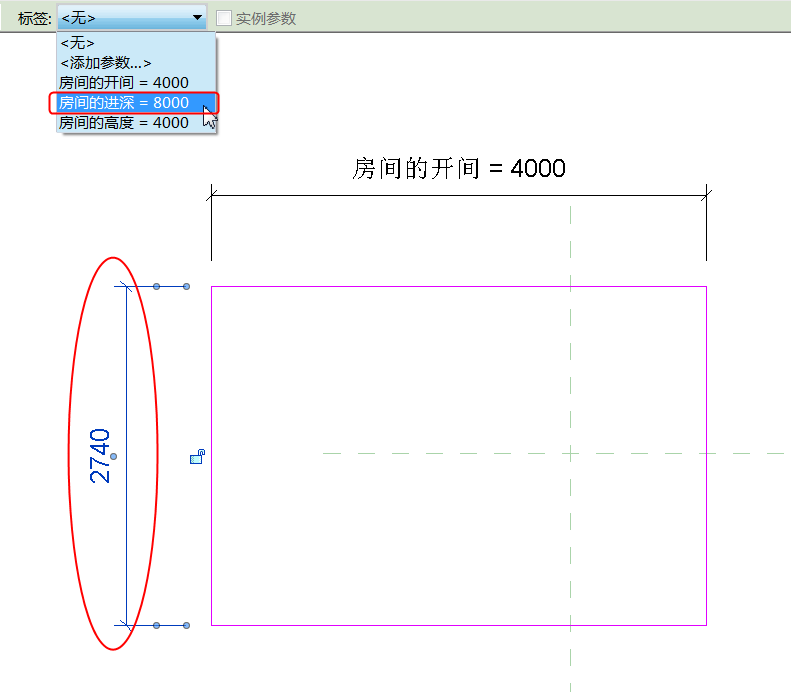 标签: <无> 实例参数
<无>
<添加参数...>
房间的开间 = 4000
房间的进深 = 8000
房间的高度 = 4000
房间的开间 = 4000
2740